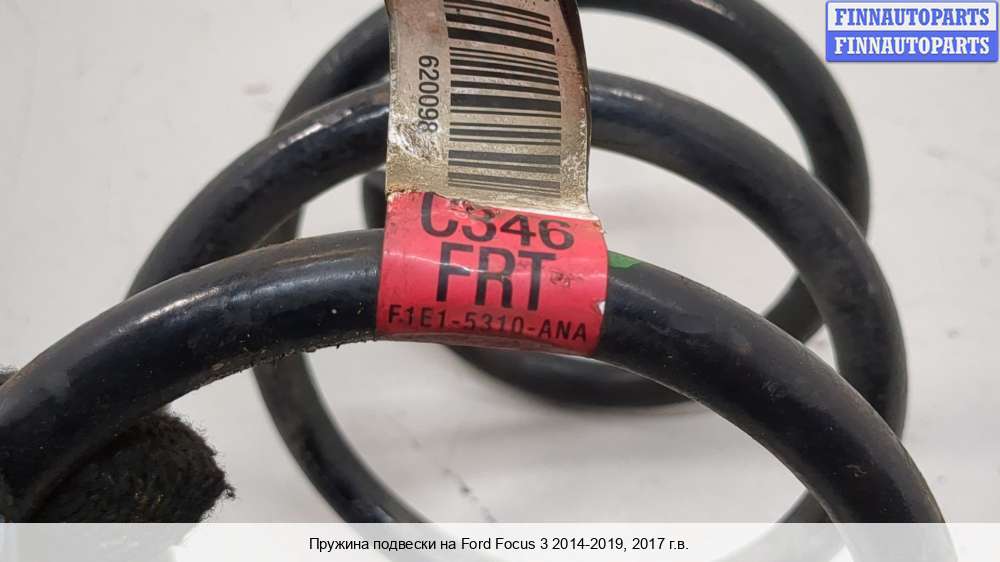 FINNAUTOPARTS
FINNAUTOPARTS
620098
C346
FRT
F1E1-5310-ANA
Пружина подвески на Ford Focus 3 2014-2019, 2017 г.в.